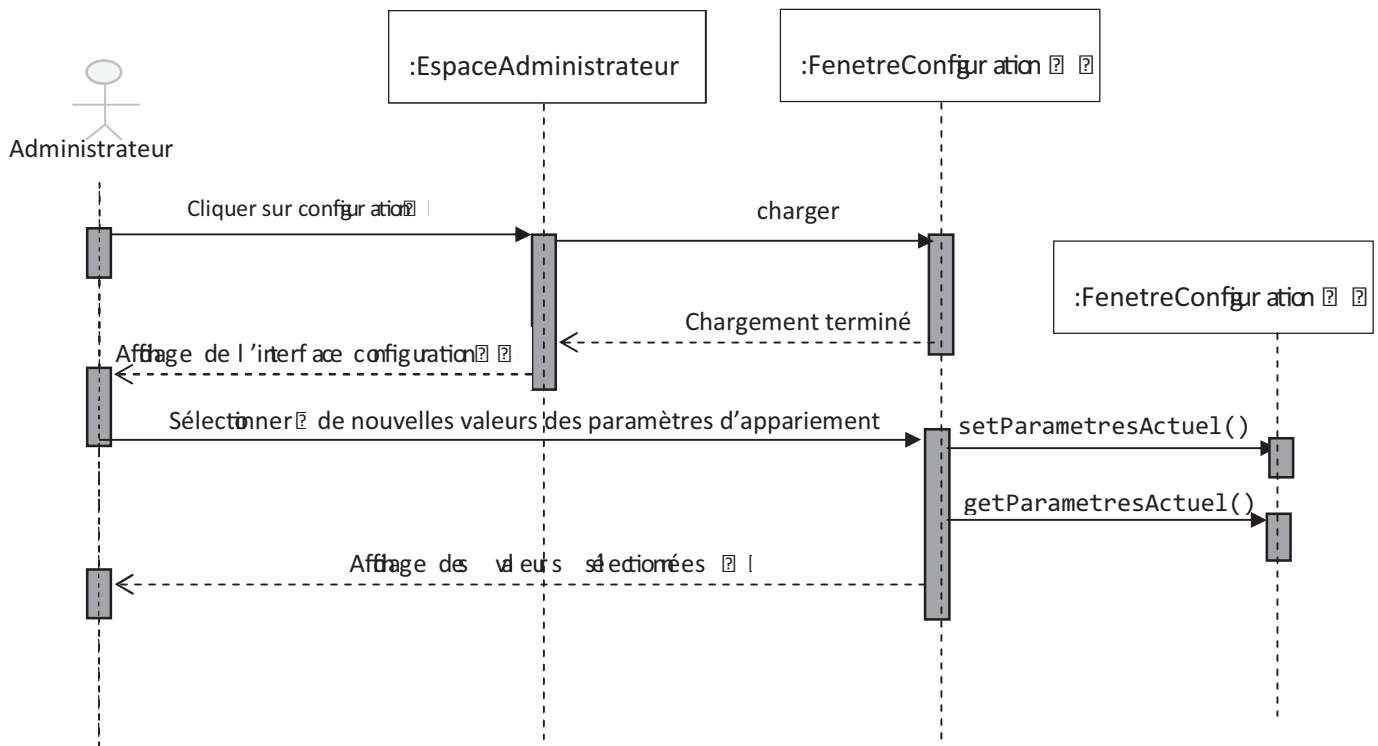 :EspaceAdministrateur
:FenetreConfiguration
Administrateur
Cliquer sur configuration
charger
:FenetreConfiguration
Chargement terminé
Affichage de l'interface configuration
Sélectionner de nouvelles valeurs des paramètres d'appariement
setParametresActuel()
getParametresActuel()
Affichage des valeurs sélectionnées